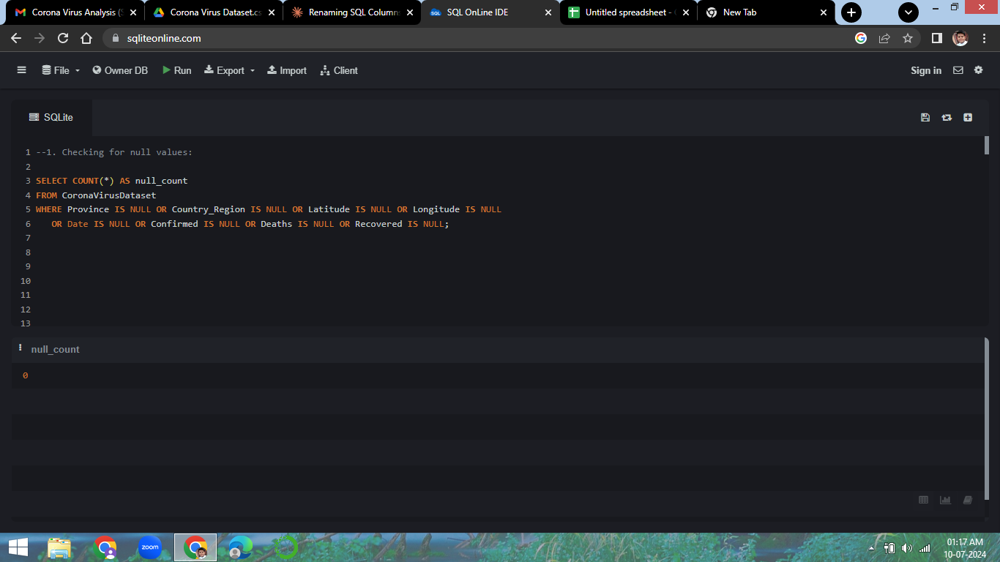 Corona Virus Analysis (S
Corona Virus Dataset.cs
Renaming SQL Columns
SQL OnLine IDE
Untitled spreadsheet -
New Tab
sqliteonline.com
File
Owner DB
Run
Export
Import
Client
Sign in
SQLite
1 --1. Checking for null values:
2
3 SELECT COUNT(*) AS null_count
4 FROM CoronaVirusDataset
5 WHERE Province IS NULL OR Country_Region IS NULL OR Latitude IS NULL OR Longitude IS NULL
6 OR Date IS NULL OR Confirmed IS NULL OR Deaths IS NULL OR Recovered IS NULL;
7
8
9
10
11
12
13
null_count
0
zoom
01:17 AM
10-07-2024